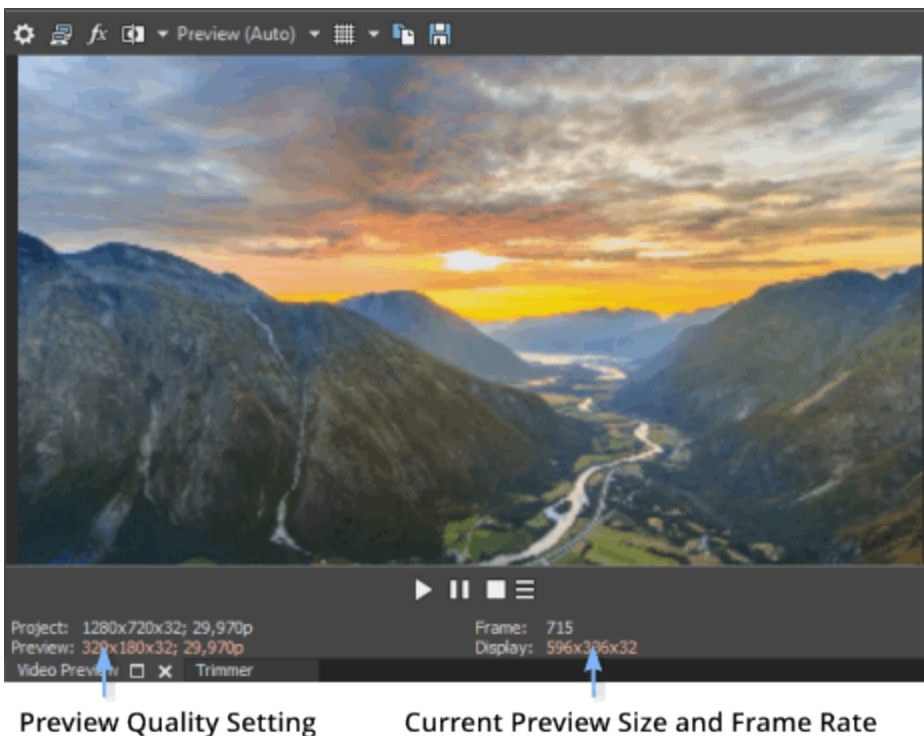 fx Preview (Auto)
Project: 1280x720x32; 29,970p
Frame: 715
Preview: 320x180x32; 29,970p
Display: 596x336x32
Video Preview
Trimmer
Preview Quality Setting
Current Preview Size and Frame Rate